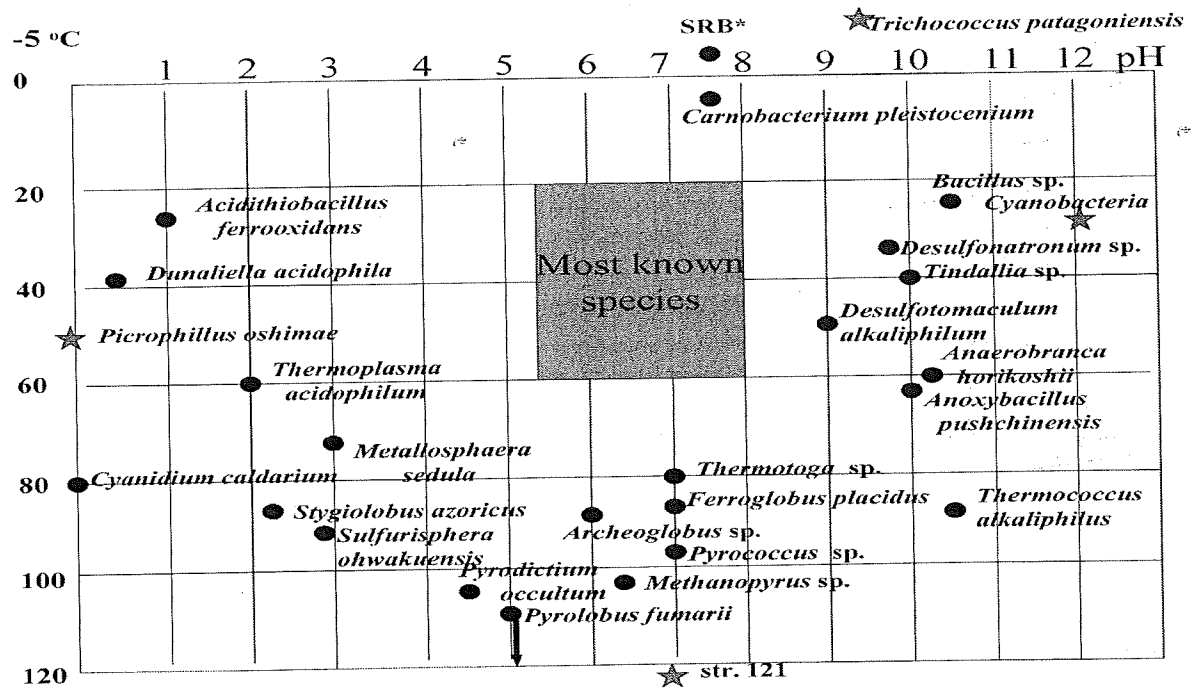 SRB*
Trichococcus patagoniensis
-5 °C
0
1 2 3 4 5 6 7 8 9 10 11 12 pH
Carnobacterium pleistocenium
20
Bacillus sp.
Acidithiobacillus
ferrooxidans
Cyanobacteria
Desulfonatronum sp.
Dunaliella acidophila
Most known
species
Tindallia sp.
40
Desulfotomaculum
alkaliphilum
Picrophillus oshimae
Anaerobranca
horikoshii
Thermoplasma
acidophilum
60
Anoxybacillus
pushchinensis
Metallosphaera
sedula
Thermotoga sp.
80
Cyanidium caldarium
Ferroglobus placidus
Thermococcus
alkaliphilus
Stygiolobus azoricus
Archeoglobus sp.
Sulfurisphera
ohwakuensis
Pyrococcus sp.
100
Pyrodictium
occultum
Methanopyrus sp.
Pyrolobus fumarii
120
str. 121